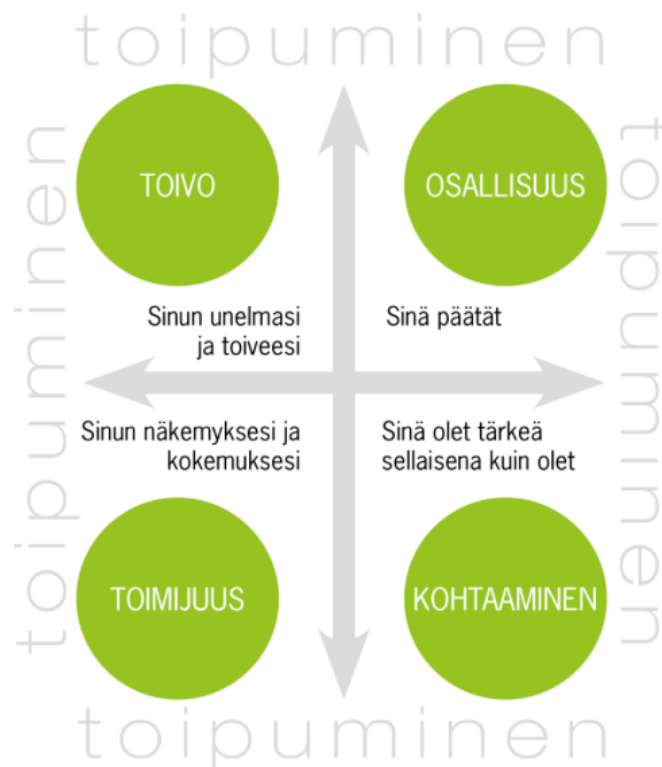 toipuminen
toipuminen
TOIVO
OSALLISUUS
toipuminen
Sinun unelmasi
ja toiveesi
Sinä päätät
Sinun näkemyksesi ja
kokemuksesi
Sinä olet tärkeä
sellaisena kuin olet
TOIMIJUUS
KOHTAAMINEN
toipuminen